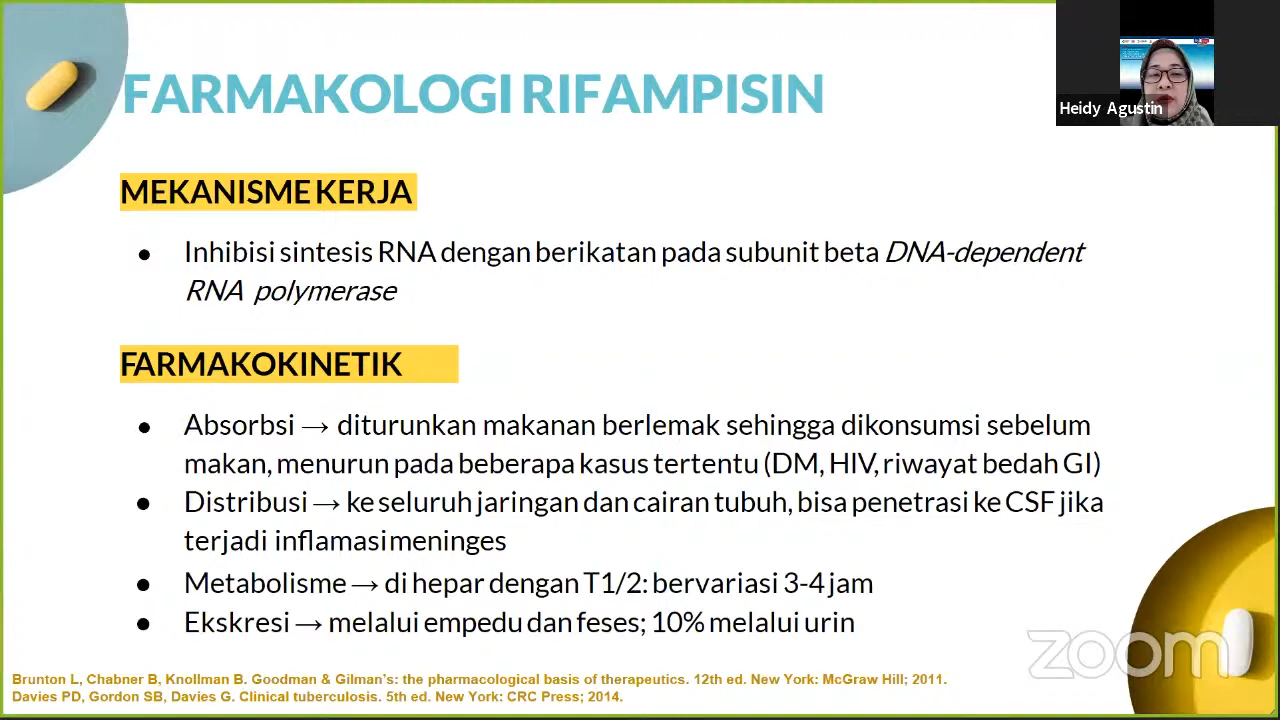 FARMAKOLOGI RIFAMPISIN
Heidy Agustin
MEKANISME KERJA
● Inhibisi sintesis RNA dengan berikatan pada subunit beta DNA-dependent
RNA polymerase
FARMAKOKINETIK
● Absorbsi → diturunkan makanan berlemak sehingga dikonsumsi sebelum
makan, menurun pada beberapa kasus tertentu (DM, HIV, riwayat bedah GI)
● Distribusi → ke seluruh jaringan dan cairan tubuh, bisa penetrasi ke CSF jika
terjadi inflamasi meninges
● Metabolisme → di hepar dengan T1/2: bervariasi 3-4 jam
● Ekskresi → melalui empedu dan feses; 10% melalui urin
zoom
Brunton L, Chabner B, Knollman B. Goodman & Gilman's: the pharmacological basis of therapeutics. 12th ed. New York: McGraw Hill; 2011.
Davies PD, Gordon SB, Davies G. Clinical tuberculosis. 5th ed. New York: CRC Press; 2014.